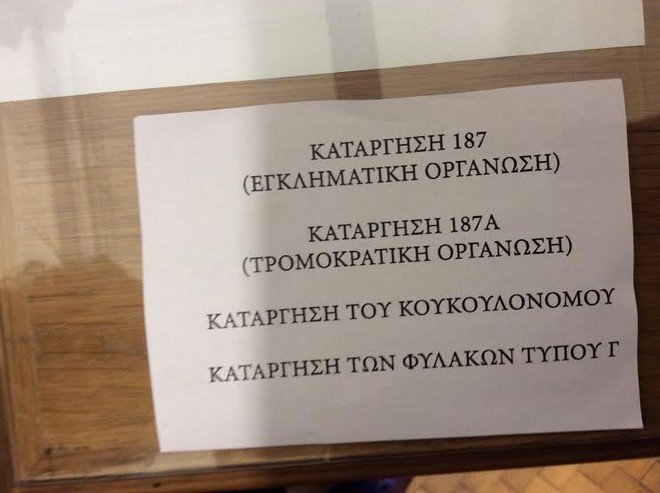 ΚΑΤΑΡΓΗΣΗ 187
(ΕΓΚΛΗΜΑΤΙΚΗ ΟΡΓΑΝΩΣΗ)
ΚΑΤΑΡΓΗΣΗ 187Α
(ΤΡΟΜΟΚΡΑΤΙΚΗ ΟΡΓΑΝΩΣΗ)
ΚΑΤΑΡΓΗΣΗ ΤΟΥ ΚΟΥΚΟΥΛΟΝΟΜΟΥ
ΚΑΤΑΡΓΗΣΗ ΤΩΝ ΦΥΛΑΚΩΝ ΤΥΠΟΥ Γ